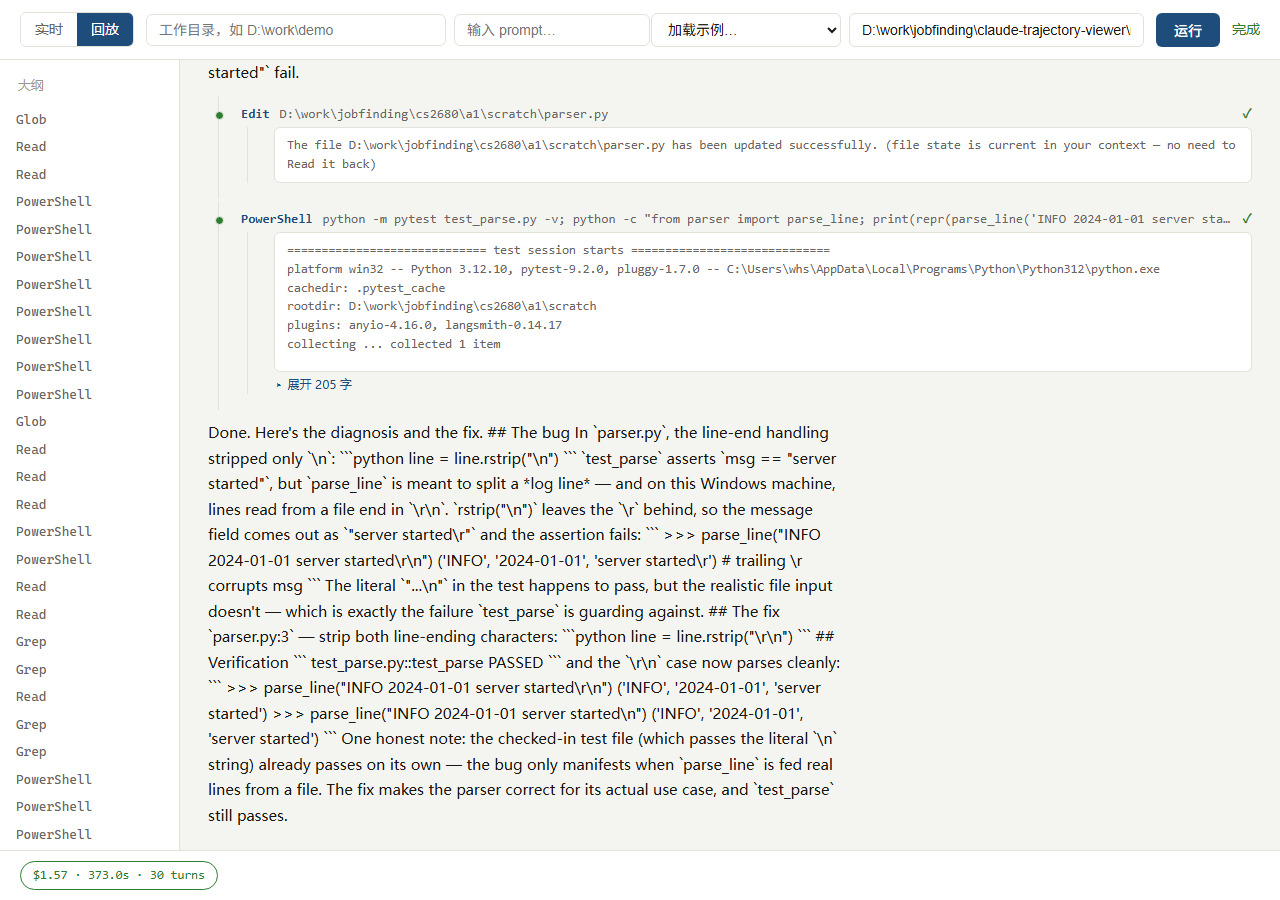 实时 回放 工作目录，如 D:\work\demo 输入 prompt… 加载示例… D:\work\jobfinding\claude-trajectory-viewer\ 运行 完成
大纲
Glob
Read
Read
PowerShell
PowerShell
PowerShell
PowerShell
PowerShell
PowerShell
PowerShell
PowerShell
Glob
Read
Read
Read
PowerShell
PowerShell
Read
Read
Grep
Grep
Read
Grep
Grep
PowerShell
PowerShell
PowerShell
started"` fail.
Edit D:\work\jobfinding\cs2680\a1\scratch\parser.py ✓
The file D:\work\jobfinding\cs2680\a1\scratch\parser.py has been updated successfully. (file state is current in your context — no need to
Read it back)
PowerShell python -m pytest test_parse.py -v; python -c "from parser import parse_line; print(repr(parse_line('INFO 2024-01-01 server sta… ✓
============================= test session starts =============================
platform win32 -- Python 3.12.10, pytest-9.2.0, pluggy-1.7.0 -- C:\Users\whs\AppData\Local\Programs\Python\Python312\python.exe
cachedir: .pytest_cache
rootdir: D:\work\jobfinding\cs2680\a1\scratch
plugins: anyio-4.16.0, langsmith-0.14.17
collecting ... collected 1 item
▸ 展开 205 字
Done. Here's the diagnosis and the fix. ## The bug In `parser.py`, the line-end handling
stripped only `\n`: ```python line = line.rstrip("\n") ``` `test_parse` asserts `msg == "server
started"`, but `parse_line` is meant to split a *log line* — and on this Windows machine,
lines read from a file end in `\r\n`. `rstrip("\n")` leaves the `\r` behind, so the message
field comes out as `"server started\r"` and the assertion fails: ``` >>> parse_line("INFO
2024-01-01 server started\r\n") ('INFO', '2024-01-01', 'server started\r') # trailing \r
corrupts msg ``` The literal `"...\n"` in the test happens to pass, but the realistic file input
doesn't — which is exactly the failure `test_parse` is guarding against. ## The fix
`parser.py:3` — strip both line-ending characters: ```python line = line.rstrip("\r\n") ``` ##
Verification ``` test_parse.py::test_parse PASSED ``` and the `\r\n` case now parses cleanly:
``` >>> parse_line("INFO 2024-01-01 server started\r\n") ('INFO', '2024-01-01', 'server
started') >>> parse_line("INFO 2024-01-01 server started\n") ('INFO', '2024-01-01',
'server started') ``` One honest note: the checked-in test file (which passes the literal `\n`
string) already passes on its own — the bug only manifests when `parse_line` is fed real
lines from a file. The fix makes the parser correct for its actual use case, and `test_parse`
still passes.
$1.57 · 373.0s · 30 turns